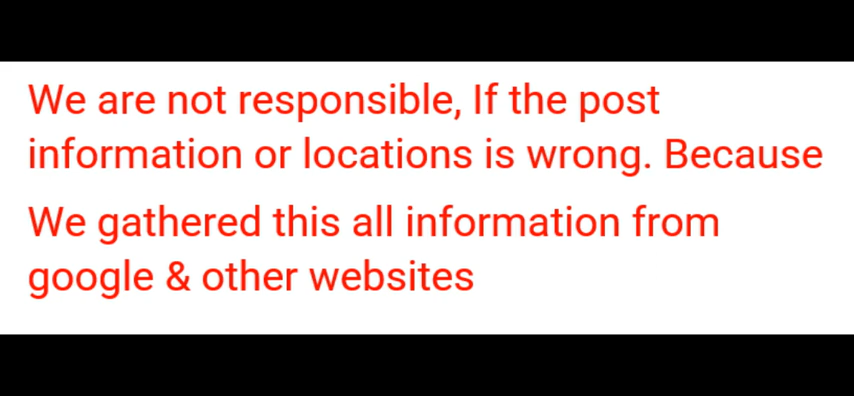 We are not responsible, If the post
information or locations is wrong. Because
We gathered this all information from
google & other websites